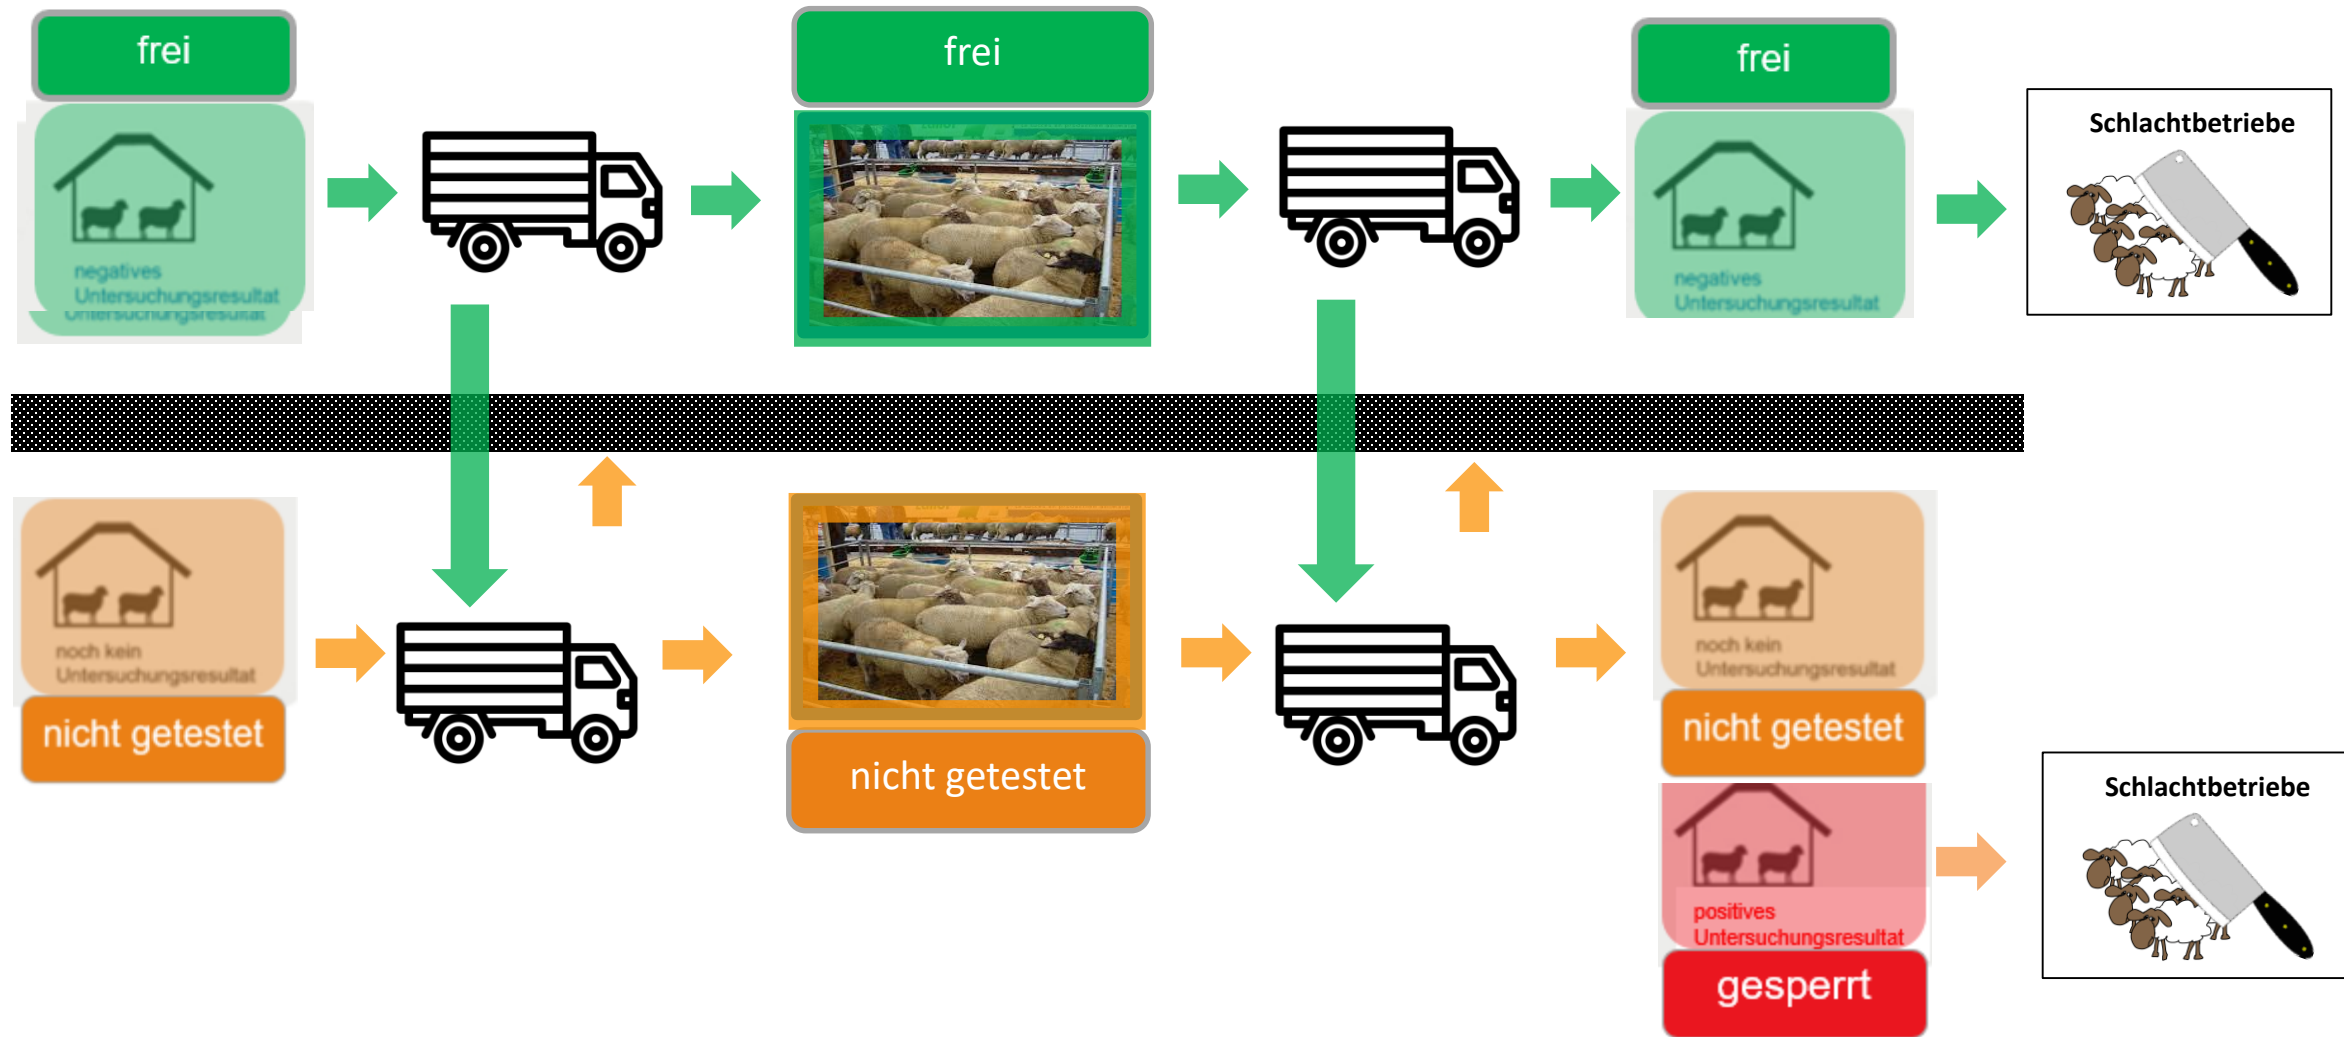 frei
frei
frei
negatives
Untersuchungsresultat
Untersuchungsresultat
negatives
Untersuchungsresultat
Schlachtbetriebe
noch kein
Untersuchungsresultat
nicht getestet
nicht getestet
noch kein
Untersuchungsresultat
nicht getestet
positives
Untersuchungsresultat
gesperrt
Schlachtbetriebe